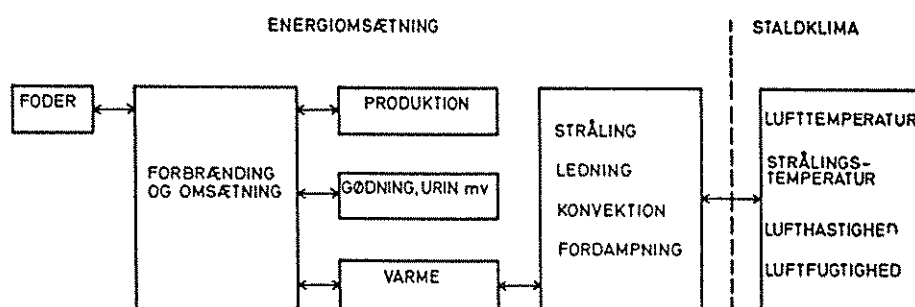 ENERGIOMSÆTNING
STALDKLIMA
FODER
FORBRÆNDING
OG OMSÆTNING
PRODUKTION
GØDNING, URIN mv
VARME
STRÅLING
LEDNING
KONVEKTION
FORDAMPNING
LUFTTEMPERATUR
STRÅLINGS-
TEMPERATUR
LUFTHASTIGHED
LUFTFUGTIGHED